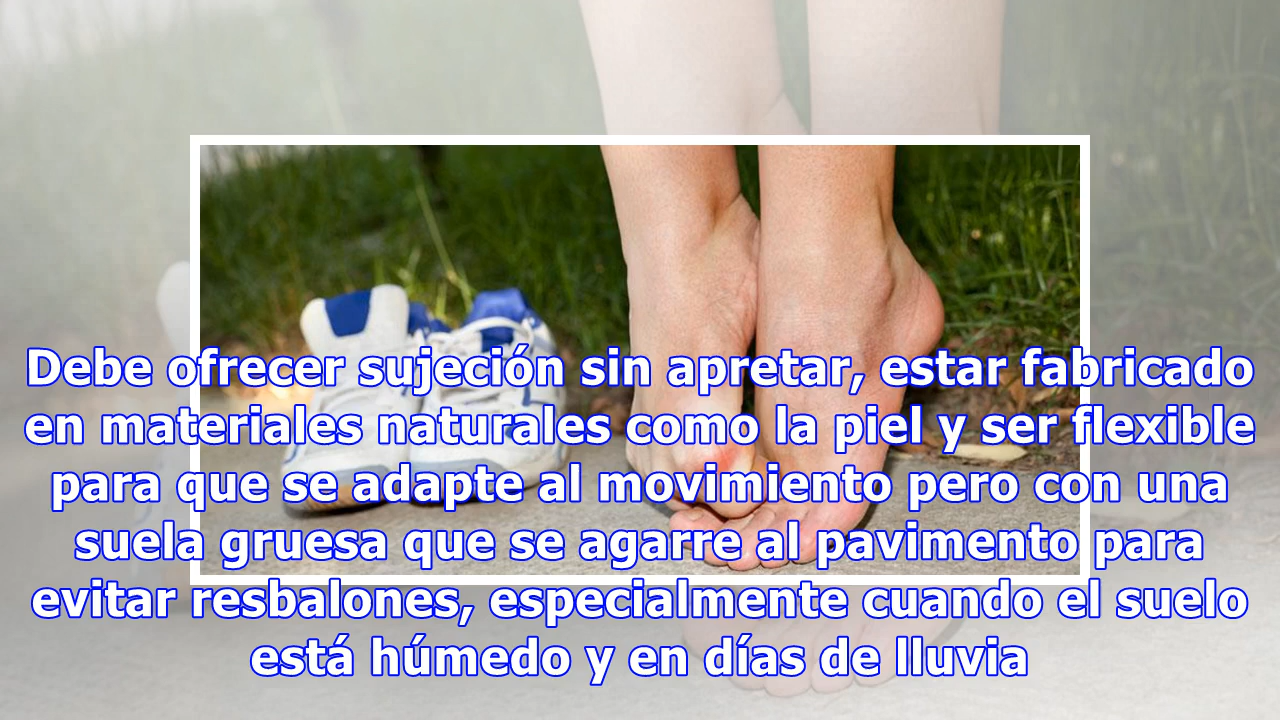 Debe ofrecer sujeción sin apretar, estar fabricado
en materiales naturales como la piel y ser flexible
para que se adapte al movimiento pero con una
suela gruesa que se agarre al pavimento para
evitar resbalones, especialmente cuando el suelo
está húmedo y en días de lluvia